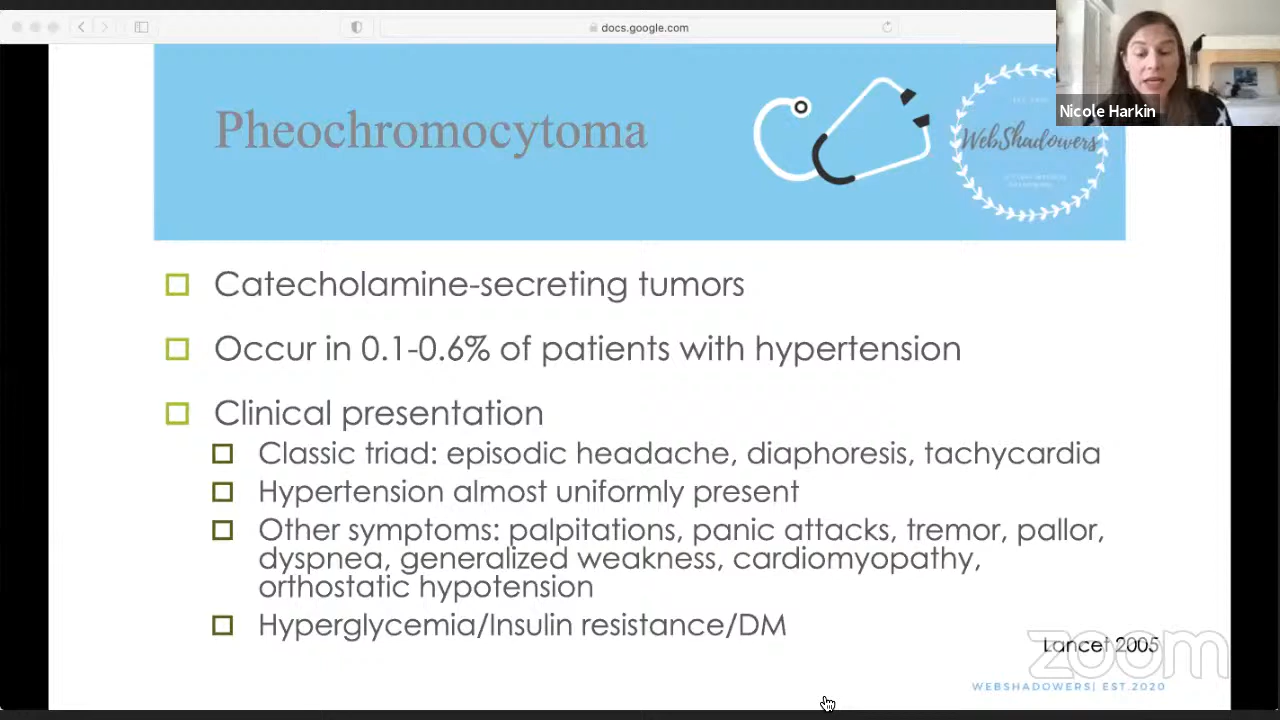 docs.google.com
Nicole Harkin
Pheochromocytoma
WebShadowers
Catecholamine-secreting tumors
Occur in 0.1-0.6% of patients with hypertension
Clinical presentation
Classic triad: episodic headache, diaphoresis, tachycardia
Hypertension almost uniformly present
Other symptoms: palpitations, panic attacks, tremor, pallor,
dyspnea, generalized weakness, cardiomyopathy,
orthostatic hypotension
Hyperglycemia/Insulin resistance/DM
Lancet 2005
zoom
WEBSHADOWERS| EST.2020